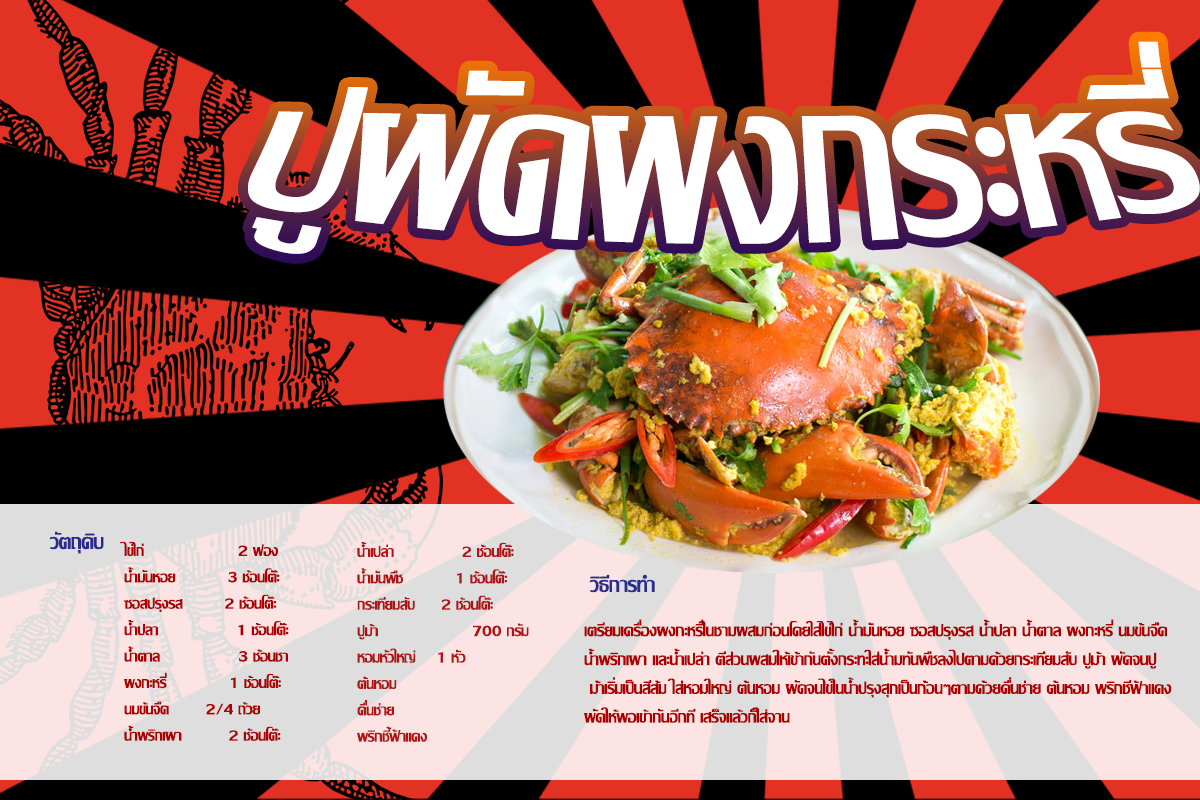 ปูผัดผงกระหรี่
วัตถุดิบ
ไข่ไก่ 2 ฟอง
น้ำมันหอย 3 ช้อนโต๊ะ
ซอสปรุงรส 2 ช้อนโต๊ะ
น้ำปลา 1 ช้อนโต๊ะ
น้ำตาล 3 ช้อนชา
ผงกะหรี่ 1 ช้อนโต๊ะ
นมข้นจืด 2/4 ถ้วย
น้ำพริกเผา 2 ช้อนโต๊ะ
น้ำเปล่า 2 ช้อนโต๊ะ
น้ำมันพืช 1 ช้อนโต๊ะ
กระเทียมสับ 2 ช้อนโต๊ะ
ปูม้า 700 กรัม
หอมหัวใหญ่ 1 หัว
ต้นหอม
คื่นช่าย
พริกชี้ฟ้าแดง
วิธีการทำ
เตรียมเครื่องผงกะหรี่ในชามผสมก่อนโดยใส่ไข่ไก่ น้ำมันหอย ซอสปรุงรส น้ำปลา น้ำตาล ผงกะหรี่ นมข้นจืด
น้ำพริกเผา และน้ำเปล่า ตีส่วนผสมให้เข้ากันตั้งกระทะใส่น้ำมันพืชลงไปตามด้วยกระเทียมสับ ปูม้า ผัดจนปู
ม้าเริ่มเป็นสีส้ม ใส่หอมใหญ่ ต้นหอม ผัดจนไข่ในน้ำปรุงสุกเป็นก้อนๆตามด้วยคื่นช่าย ต้นหอม พริกชีฟ้าแดง
ผัดให้พอเข้ากันอีกที เสร็จแล้วก็ใส่จาน